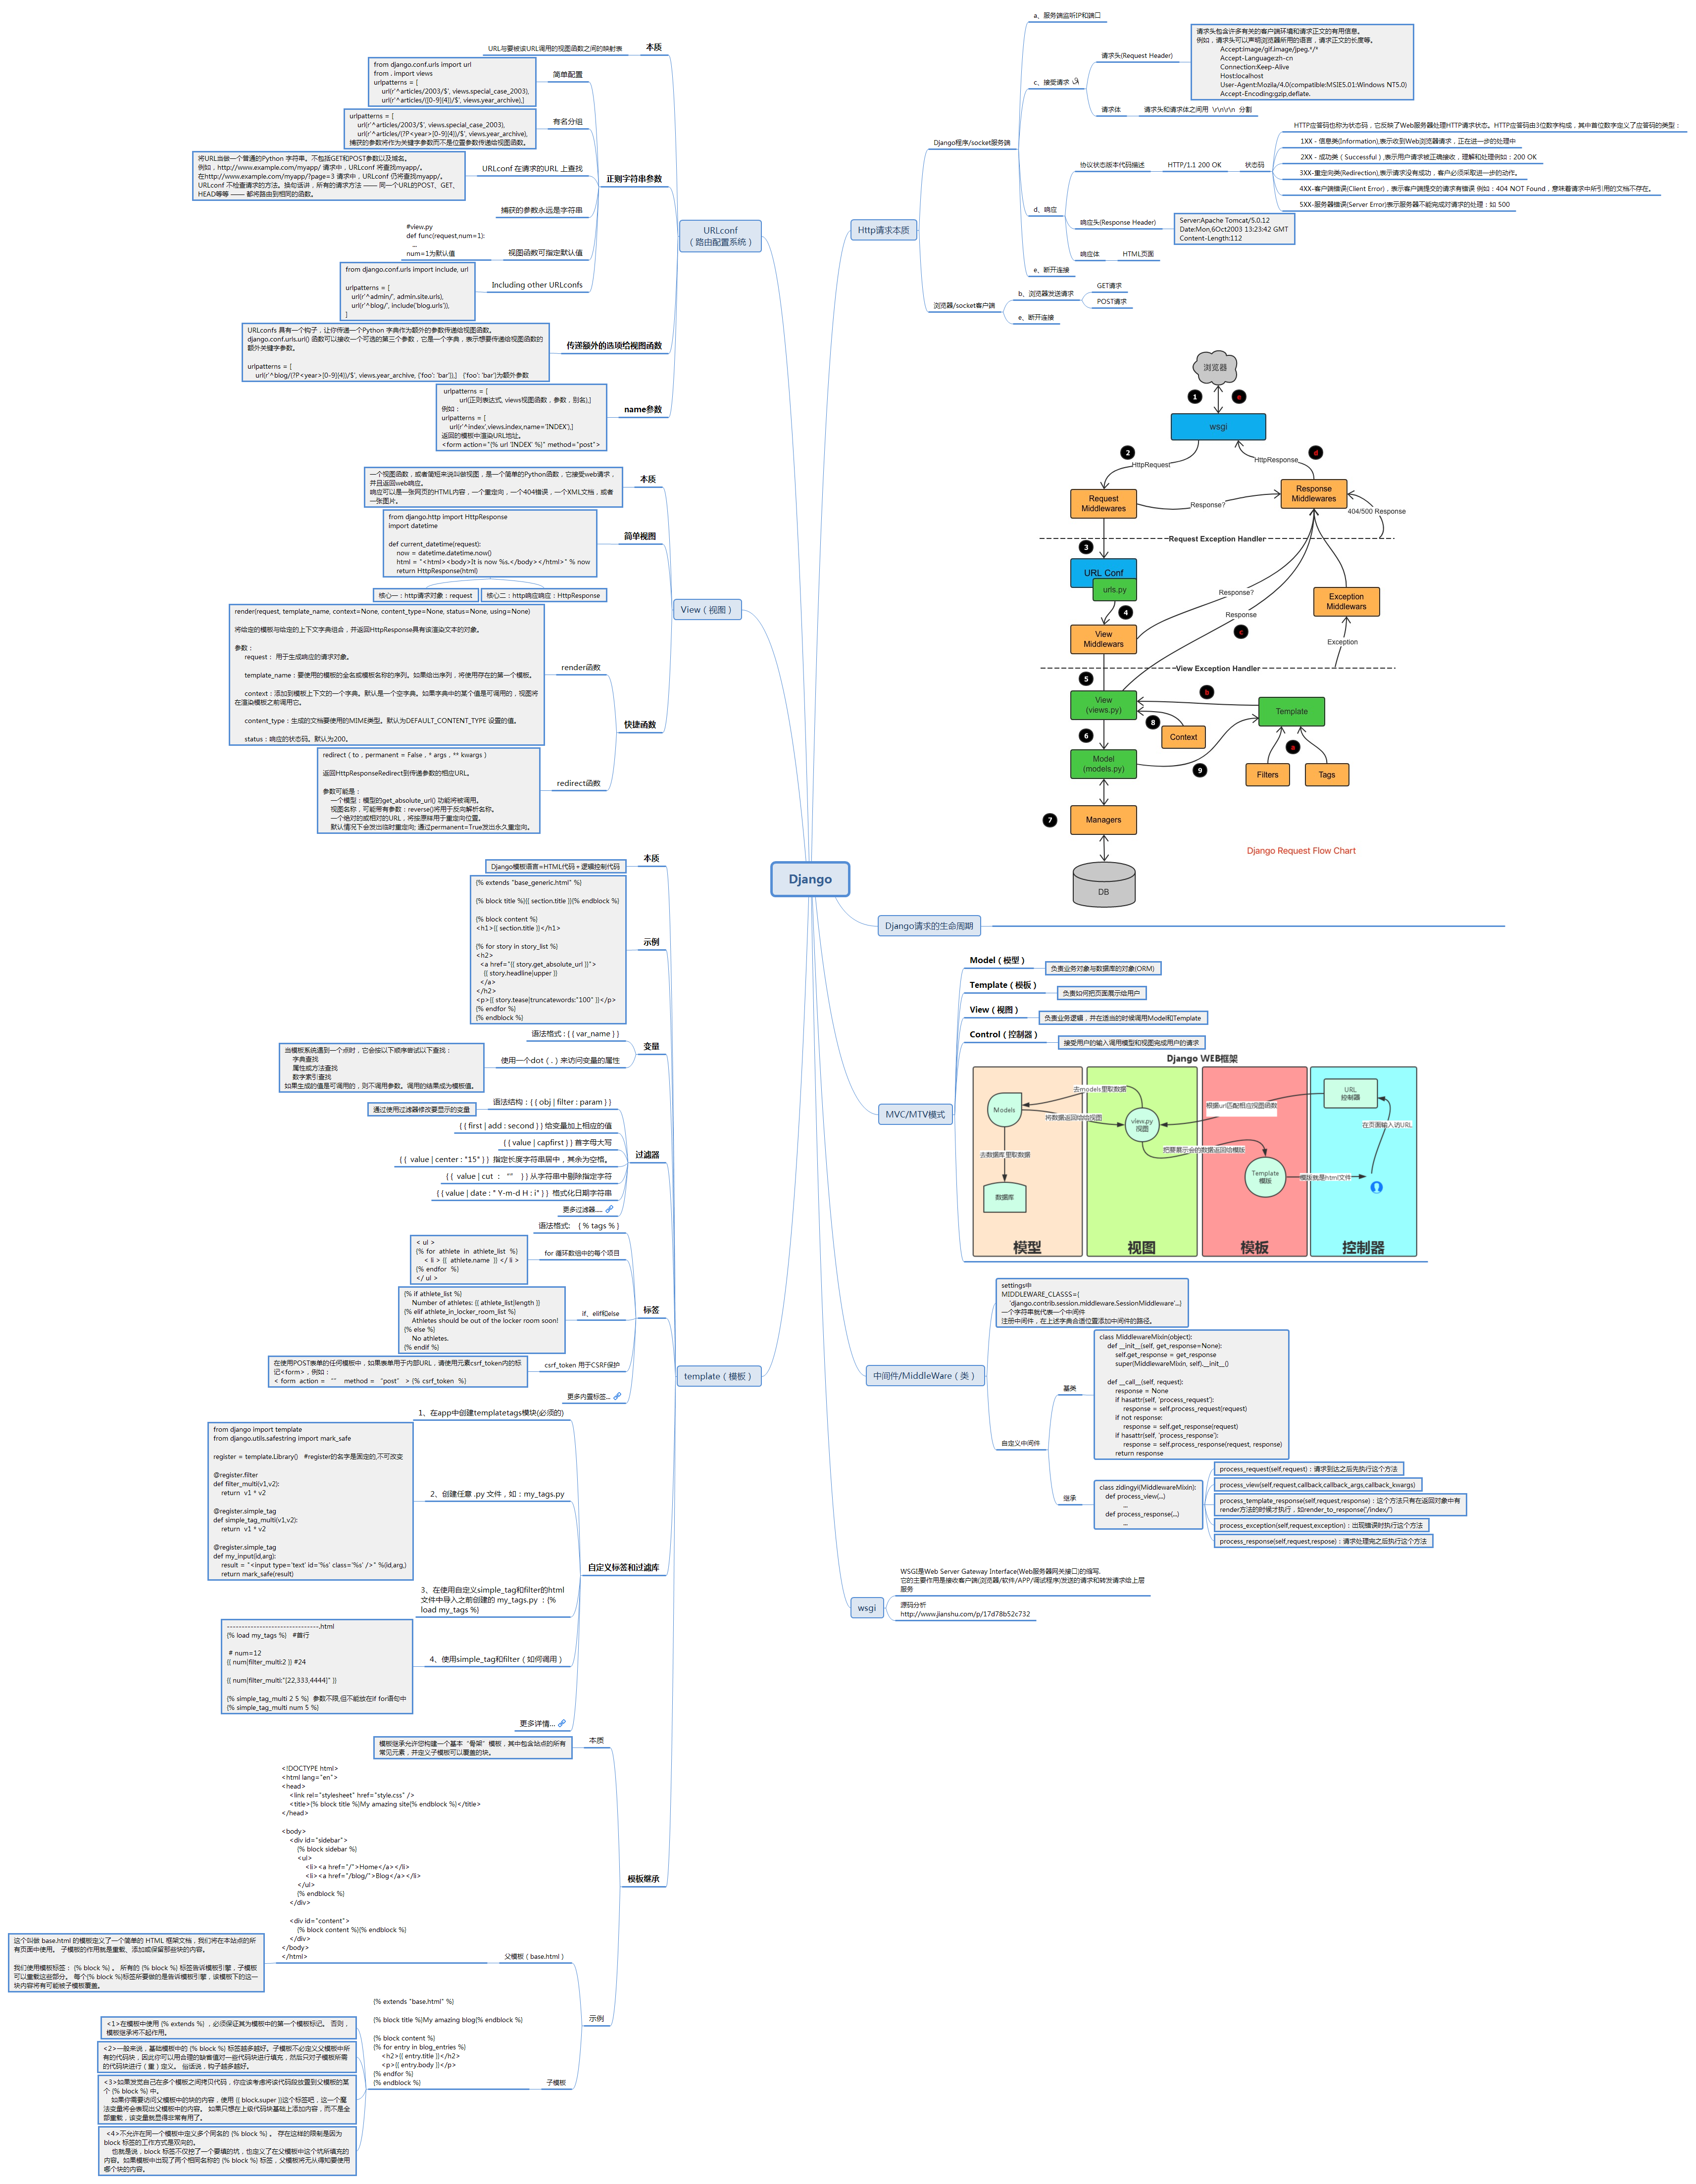 Django
URLconf
（路由配置系统）
本质
URL与要被该URL调用的视图函数之间的映射表
正则字符串参数
简单配置
from django.conf.urls import url
from . import views
urlpatterns = [
url(r'^articles/2003/$', views.special_case_2003),
url(r'^articles/([0-9]{4})/$', views.year_archive),]
有名分组
urlpatterns = [
url(r'^articles/2003/$', views.special_case_2003),
url(r'^articles/(?P<year>[0-9]{4})/$', views.year_archive),
捕获的参数将作为关键字参数而不是位置参数传递给视图函数。
URLconf 在请求的URL 上查找
将URL当做一个普通的Python 字符串。不包括GET和POST参数以及域名。
例如，http://www.example.com/myapp/ 请求中，URLconf 将查找myapp/。
在http://www.example.com/myapp/?page=3 请求中，URLconf 仍将查找myapp/。
URLconf 不检查请求的方法。换句话讲，所有的请求方法 —— 同一个URL的POST、GET、
HEAD等等 —— 都将路由到相同的函数。
捕获的参数永远是字符串
视图函数可指定默认值
#view.py
def func(request,num=1):
...
num=1为默认值
Including other URLconfs
from django.conf.urls import include, url
urlpatterns = [
url(r'^admin/', admin.site.urls),
url(r'^blog/', include('blog.urls')),
]
传递额外的选项给视图函数
URLconfs 具有一个钩子，让你传递一个Python 字典作为额外的参数传递给视图函数。
django.conf.urls.url() 函数可以接收一个可选的第三个参数，它是一个字典，表示想要传递给视图函数的
额外关键字参数。
urlpatterns = [
url(r'^blog/(?P<year>[0-9]{4})/$', views.year_archive, {'foo': 'bar'}),] {'foo': 'bar'}为额外参数
name参数
urlpatterns = [
url(正则表达式, views视图函数，参数，别名),]
例如：
urlpatterns = [
url(r'^index',views.index,name='INDEX'),]
返回的模板中渲染URL地址。
<form action="{% url 'INDEX' %}" method="post">
View（视图）
本质
一个视图函数，或者简短来说叫做视图，是一个简单的Python函数，它接受web请求，
并且返回web响应。
响应可以是一张网页的HTML内容，一个重定向，一个404错误，一个XML文档，或者
一张图片。
简单视图
from django.http import HttpResponse
import datetime
def current_datetime(request):
now = datetime.datetime.now()
html = "<html><body>It is now %s.</body></html>" % now
return HttpResponse(html)
核心一：http请求对象：request
核心二：http响应响应：HttpResponse
快捷函数
render函数
render(request, template_name, context=None, content_type=None, status=None, using=None)
将给定的模板与给定的上下文字典组合，并返回HttpResponse具有该渲染文本的对象。
参数：
request： 用于生成响应的请求对象。
template_name：要使用的模板的全名或模板名称的序列。如果给出序列，将使用存在的第一个模板。
context：添加到模板上下文的一个字典。默认是一个空字典。如果字典中的某个值是可调用的，视图将
在渲染模板之前调用它。
content_type：生成的文档要使用的MIME类型。默认为DEFAULT_CONTENT_TYPE 设置的值。
status：响应的状态码。默认为200。
redirect函数
redirect ( to，permanent = False，* args，** kwargs )
返回HttpResponseRedirect到传递参数的相应URL。
参数可能是：
一个模型：模型的get_absolute_url() 功能将被调用。
视图名称，可能带有参数：reverse()将用于反向解析名称。
一个绝对的或相对的URL，将按原样用于重定向位置。
默认情况下会发出临时重定向; 通过permanent=True发出永久重定向。
template（模板）
本质
Django模板语言=HTML代码＋逻辑控制代码
示例
{% extends "base_generic.html" %}
{% block title %}{{ section.title }}{% endblock %}
{% block content %}
<h1>{{ section.title }}</h1>
{% for story in story_list %}
<h2>
<a href="{{ story.get_absolute_url }}">
{{ story.headline|upper }}
</a>
</h2>
<p>{{ story.tease|truncatewords:"100" }}</p>
{% endfor %}
{% endblock %}
变量
语法格式 : { { var_name } }
使用一个dot（.）来访问变量的属性
当模板系统遇到一个点时，它会按以下顺序尝试以下查找：
字典查找
属性或方法查找
数字索引查找
如果生成的值是可调用的，则不调用参数。调用的结果成为模板值。
过滤器
语法结构：{ { obj | filter : param } }
通过使用过滤器修改要显示的变量
{ { first | add : second } } 给变量加上相应的值
{ { value | capfirst } } 首字母大写
{ { value | center : "15" } } 指定长度字符串居中，其余为空格。
{ { value | cut ： “” } } 从字符串中剔除指定字符
{ { value | date : " Y-m-d H : i" } } 格式化日期字符串
更多过滤器.....
标签
语法格式: { % tags % }
for 循环数组中的每个项目
< ul >
{% for athlete in athlete_list %}
< li > {{ athlete.name }} </ li >
{% endfor %}
</ ul >
if、elif和else
{% if athlete_list %}
Number of athletes: {{ athlete_list|length }}
{% elif athlete_in_locker_room_list %}
Athletes should be out of the locker room soon!
{% else %}
No athletes.
{% endif %}
csrf_token 用于CSRF保护
在使用POST表单的任何模板中，如果表单用于内部URL，请使用元素csrf_token内的标
记<form>，例如：
< form action = “” method = “post” > {% csrf_token %}
更多内置标签...
自定义标签和过滤库
1、在app中创建templatetags模块(必须的)
2、创建任意 .py 文件，如：my_tags.py
from django import template
from django.utils.safestring import mark_safe
register = template.Library() #register的名字是固定的,不可改变
@register.filter
def filter_multi(v1,v2):
return v1 * v2
@register.simple_tag
def simple_tag_multi(v1,v2):
return v1 * v2
@register.simple_tag
def my_input(id,arg):
result = "<input type='text' id='%s' class='%s' />" %(id,arg,)
return mark_safe(result)
3、在使用自定义simple_tag和filter的html
文件中导入之前创建的 my_tags.py ：{%
load my_tags %}
4、使用simple_tag和filter（如何调用）
-------------------------------.html
{% load my_tags %} #首行
# num=12
{{ num|filter_multi:2 }} #24
{{ num|filter_multi:"[22,333,4444]" }}
{% simple_tag_multi 2 5 %} 参数不限,但不能放在if for语句中
{% simple_tag_multi num 5 %}
更多详情...
模板继承
本质
模板继承允许您构建一个基本“骨架”模板，其中包含站点的所有
常见元素，并定义子模板可以覆盖的块。
示例
父模板（base.html）
<!DOCTYPE html>
<html lang="en">
<head>
<link rel="stylesheet" href="style.css" />
<title>{% block title %}My amazing site{% endblock %}</title>
</head>
<body>
<div id="sidebar">
{% block sidebar %}
<ul>
<li><a href="/">Home</a></li>
<li><a href="/blog/">Blog</a></li>
</ul>
{% endblock %}
</div>
<div id="content">
{% block content %}{% endblock %}
</div>
</body>
</html>
这个叫做 base.html 的模板定义了一个简单的 HTML 框架文档，我们将在本站点的所
有页面中使用。 子模板的作用就是重载、添加或保留那些块的内容。
我们使用模板标签： {% block %} 。 所有的 {% block %} 标签告诉模板引擎，子模板
可以重载这些部分。 每个{% block %}标签所要做的是告诉模板引擎，该模板下的这一
块内容将有可能被子模板覆盖。
子模板
{% extends "base.html" %}
{% block title %}My amazing blog{% endblock %}
{% block content %}
{% for entry in blog_entries %}
<h2>{{ entry.title }}</h2>
<p>{{ entry.body }}</p>
{% endfor %}
{% endblock %}
<1>在模板中使用 {% extends %} ，必须保证其为模板中的第一个模板标记。 否则，
模板继承将不起作用。
<2>一般来说，基础模板中的 {% block %} 标签越多越好。子模板不必定义父模板中所
有的代码块，因此你可以用合理的缺省值对一些代码块进行填充，然后只对子模板所需
的代码块进行（重）定义。 俗话说，钩子越多越好。
<3>如果发觉自己在多个模板之间拷贝代码，你应该考虑将该代码段放置到父模板的某
个 {% block %} 中。
如果你需要访问父模板中的块的内容，使用 {{ block.super }}这个标签吧，这一个魔
法变量将会表现出父模板中的内容。 如果只想在上级代码块基础上添加内容，而不是全
部重载，该变量就显得非常有用了。
<4>不允许在同一个模板中定义多个同名的 {% block %} 。 存在这样的限制是因为
block 标签的工作方式是双向的。
也就是说，block 标签不仅挖了一个要填的坑，也定义了在父模板中这个坑所填充的
内容。如果模板中出现了两个相同名称的 {% block %} 标签，父模板将无从得知要使用
哪个块的内容。
Http请求本质
Django程序/socket服务端
a、服务端监听IP和端口
c、接受请求
请求头(Request Header)
请求头包含许多有关的客户端环境和请求正文的有用信息。
例如，请求头可以声明浏览器所用的语言，请求正文的长度等。
Accept:image/gif.image/jpeg.*/*
Accept-Language:zh-cn
Connection:Keep-Alive
Host:localhost
User-Agent:Mozila/4.0(compatible:MSIE5.01:Windows NT5.0)
Accept-Encoding:gzip,deflate.
请求体
请求头和请求体之间用 \r\n\r\n 分割
d、响应
协议状态版本代码描述
HTTP/1.1 200 OK
状态码
HTTP应答码也称为状态码，它反映了Web服务器处理HTTP请求状态。HTTP应答码由3位数字构成，其中首位数字定义了应答码的类型：
1XX - 信息类(Information),表示收到Web浏览器请求，正在进一步的处理中
2XX - 成功类（ Successful ）,表示用户请求被正确接收，理解和处理例如：200 OK
3XX-重定向类(Redirection),表示请求没有成功，客户必须采取进一步的动作。
4XX-客户端错误(Client Error)，表示客户端提交的请求有错误 例如：404 NOT Found，意味着请求中所引用的文档不存在。
5XX-服务器错误(Server Error)表示服务器不能完成对请求的处理：如 500
响应头(Response Header)
Server:Apache Tomcat/5.0.12
Date:Mon,6Oct2003 13:23:42 GMT
Content-Length:112
响应体
HTML页面
e、断开连接
浏览器/socket客户端
b、浏览器发送请求
GET请求
POST请求
e、断开连接
浏览器
1
e
wsgi
2
HttpRequest
HttpResponse
d
Request
Middlewares
Response?
Response
Middlewares
404/500 Response
Request Exception Handler
3
URL Conf
urls.py
4
Response?
Exception
Middlewars
Response
View
Middlewars
c
Exception
View Exception Handler
5
View
(views.py)
b
Template
8
Context
6
a
Model
(models.py)
9
Filters
Tags
7
Managers
Django Request Flow Chart
DB
Django请求的生命周期
MVC/MTV模式
Model（模型）
负责业务对象与数据库的对象(ORM)
Template（模板）
负责如何把页面展示给用户
View（视图）
负责业务逻辑，并在适当的时候调用Model和Template
Control（控制器）
接受用户的输入调用模型和视图完成用户的请求
Django WEB框架
Models
去models里取数据
将数据返回给视图
view.py
视图
根据url匹配相应视图函数
URL
控制器
在页面输入访URL
去数据库里取数据
把要展示会的数据返回给模版
Template
模版
模版就是html文件
数据库
模型
视图
模板
控制器
中间件/MiddleWare（类）
settings中
MIDDLEWARE_CLASSS={
'django.contrib.session.middleware.SessionMiddleware'...}
一个字符串就代表一个中间件
注册中间件，在上述字典合适位置添加中间件的路径。
自定义中间件
基类
class MiddlewareMixin(object):
def __init__(self, get_response=None):
self.get_response = get_response
super(MiddlewareMixin, self).__init__()
def __call__(self, request):
response = None
if hasattr(self, 'process_request'):
response = self.process_request(request)
if not response:
response = self.get_response(request)
if hasattr(self, 'process_response'):
response = self.process_response(request, response)
return response
继承
class zidingyi(MiddlewareMixin):
def process_view(...)
...
def process_response(...)
...
process_request(self,request)：请求到达之后先执行这个方法
process_view(self,request,callback,callback_args,callback_kwargs)
process_template_response(self,request,response)：这个方法只有在返回对象中有
render方法的时候才执行，如render_to_response('/index/')
process_exception(self,request,exception)：出现错误时执行这个方法
process_response(self,request,respose)：请求处理完之后执行这个方法
wsgi
WSGI是Web Server Gateway Interface(Web服务器网关接口)的缩写.
它的主要作用是接收客户端(浏览器/软件/APP/调试程序)发送的请求和转发请求给上层
服务
源码分析
http://www.jianshu.com/p/17d78b52c732